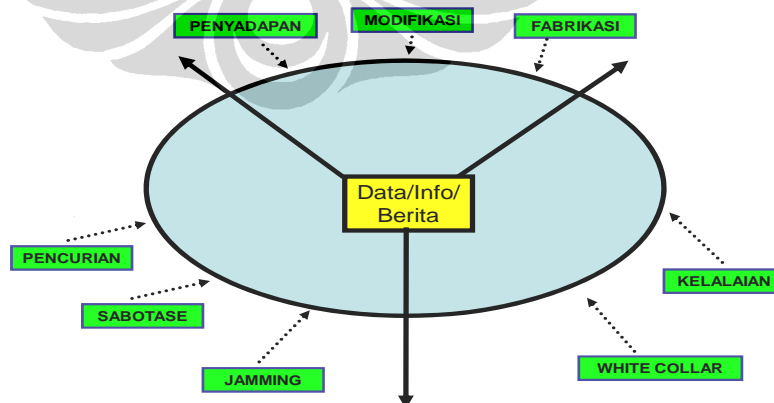 PENYADAPAN
MODIFIKASI
FABRIKASI
Data/Info/
Berita
PENCURIAN
KELALAIAN
SABOTASE
WHITE COLLAR
JAMMING